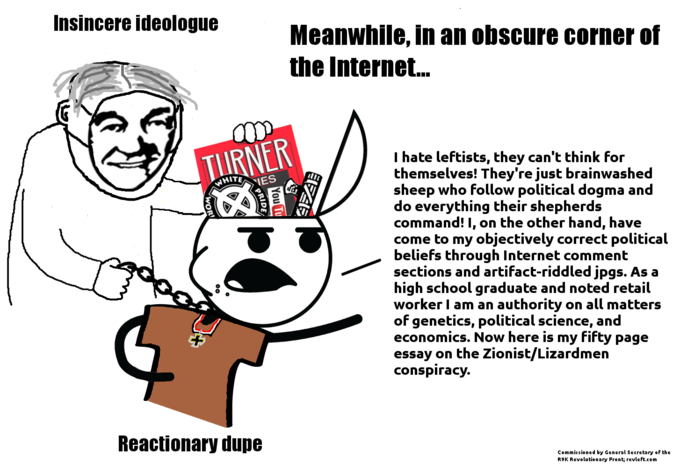 Insincere ideologue
Meanwhile, in an obscure corner of
the Internet...
TURNER
WHITE
PRIDE
You
I hate leftists, they can't think for
themselves! They're just brainwashed
sheep who follow political dogma and
do everything their shepherds
command! I, on the other hand, have
come to my objectively correct political
beliefs through Internet comment
sections and artifact-riddled jpgs. As a
high school graduate and noted retail
worker I am an authority on all matters
of genetics, political science, and
economics. Now here is my fifty page
essay on the Zionist/Lizardmen
conspiracy.
Reactionary dupe
Commissioned by General Secretary of the
R9K Revolutionary Front; revleft.com